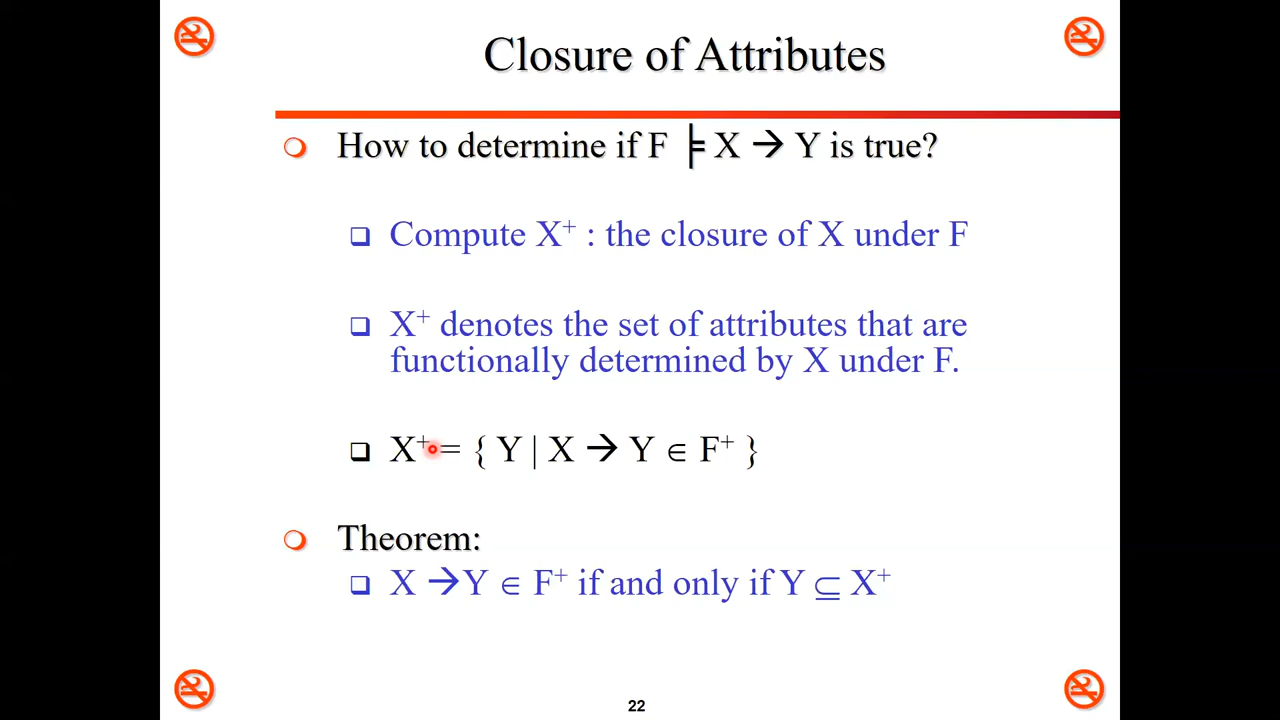 Closure of Attributes
How to determine if F ⊨ X → Y is true?
Compute X⁺ : the closure of X under F
X⁺ denotes the set of attributes that are
functionally determined by X under F.
X⁺ = { Y | X → Y ∈ F⁺ }
Theorem:
X → Y ∈ F⁺ if and only if Y ⊆ X⁺
22